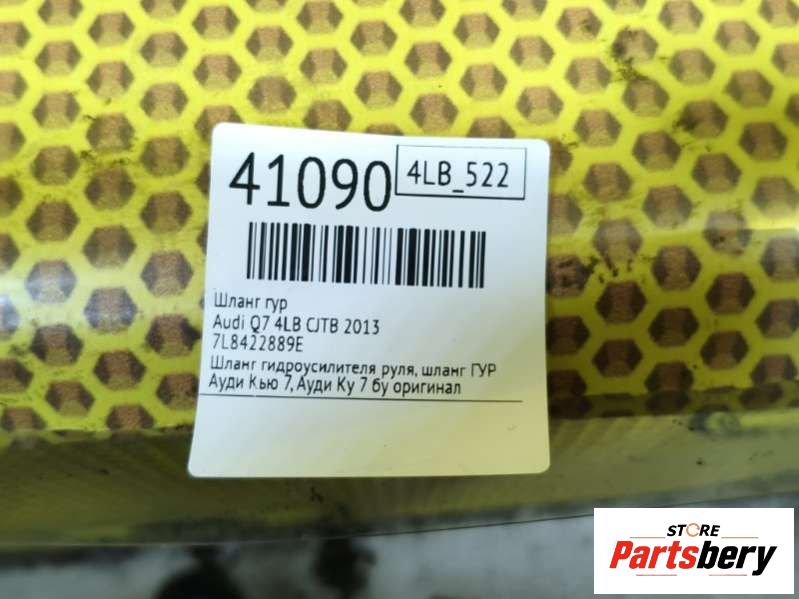 41090
4LB_522
Шланг гур
Audi Q7 4LB CJTB 2013
7L8422889E
Шланг гидроусилителя руля, шланг ГУР
Ауди Кью 7, Ауди Ку 7 бу оригинал
STORE
Partsbery